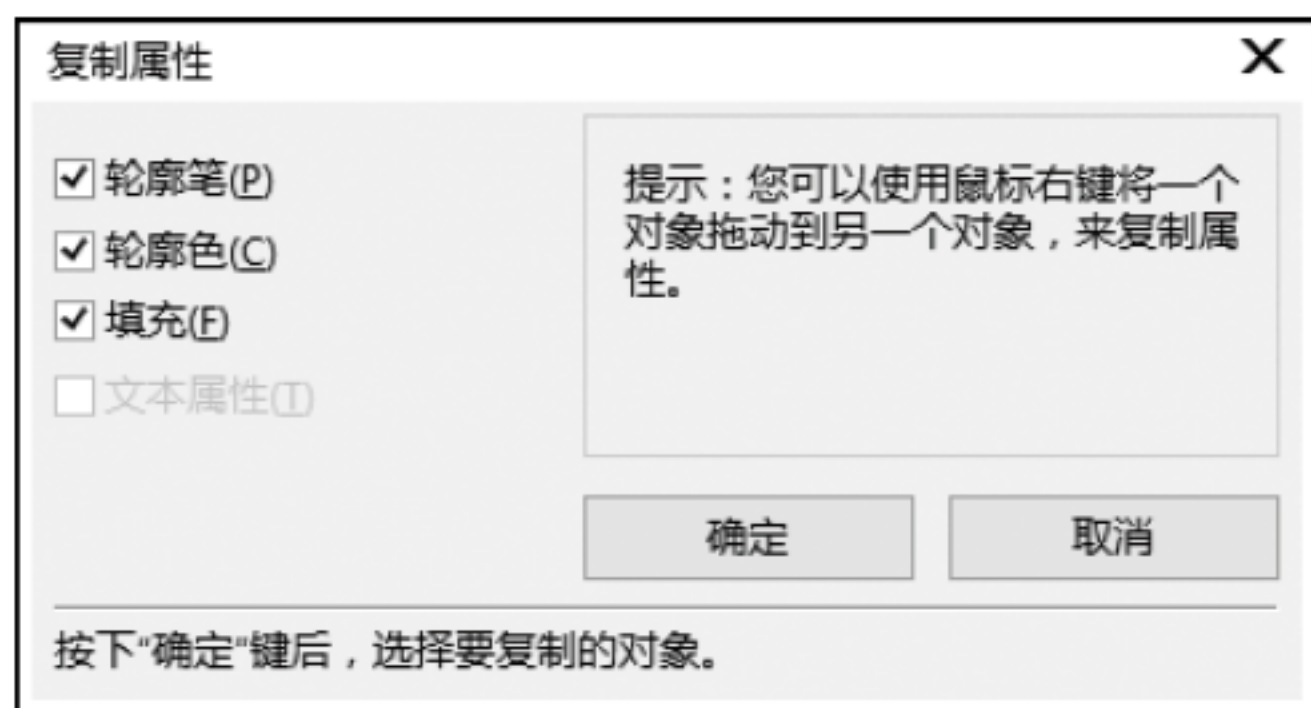 复制属性
轮廓笔(P)
轮廓色(C)
填充(F)
文本属性(T)
提示：您可以使用鼠标右键将一个
对象拖动到另一个对象，来复制属
性。
确定
取消
按下"确定"键后，选择要复制的对象。